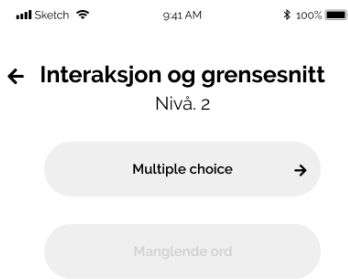 Sketch 9:41 AM 100%
Interaksjon og grensesnitt
Nivå. 2
Multiple choice
Manglende ord